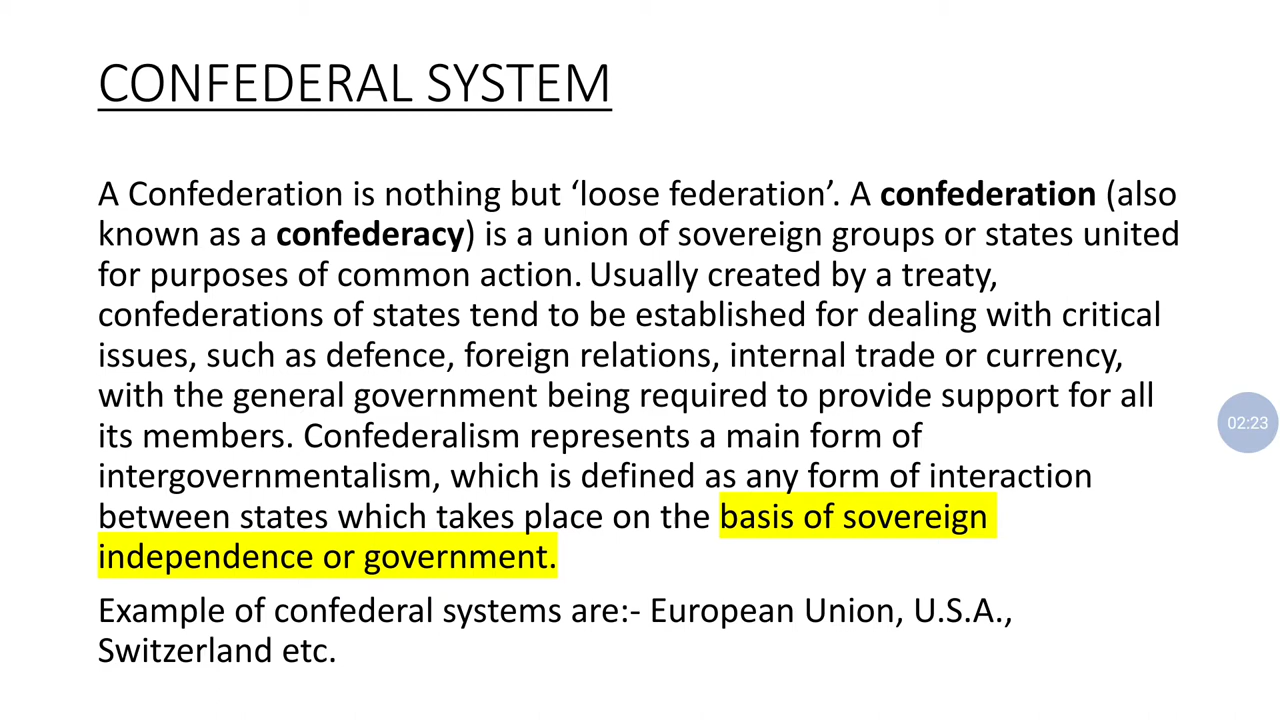 CONFEDERAL SYSTEM
A Confederation is nothing but ‘loose federation’. A confederation (also
known as a confederacy) is a union of sovereign groups or states united
for purposes of common action. Usually created by a treaty,
confederations of states tend to be established for dealing with critical
issues, such as defence, foreign relations, internal trade or currency,
with the general government being required to provide support for all
its members. Confederalism represents a main form of
intergovernmentalism, which is defined as any form of interaction
between states which takes place on the basis of sovereign
independence or government.
Example of confederal systems are:- European Union, U.S.A.,
Switzerland etc.
02:23